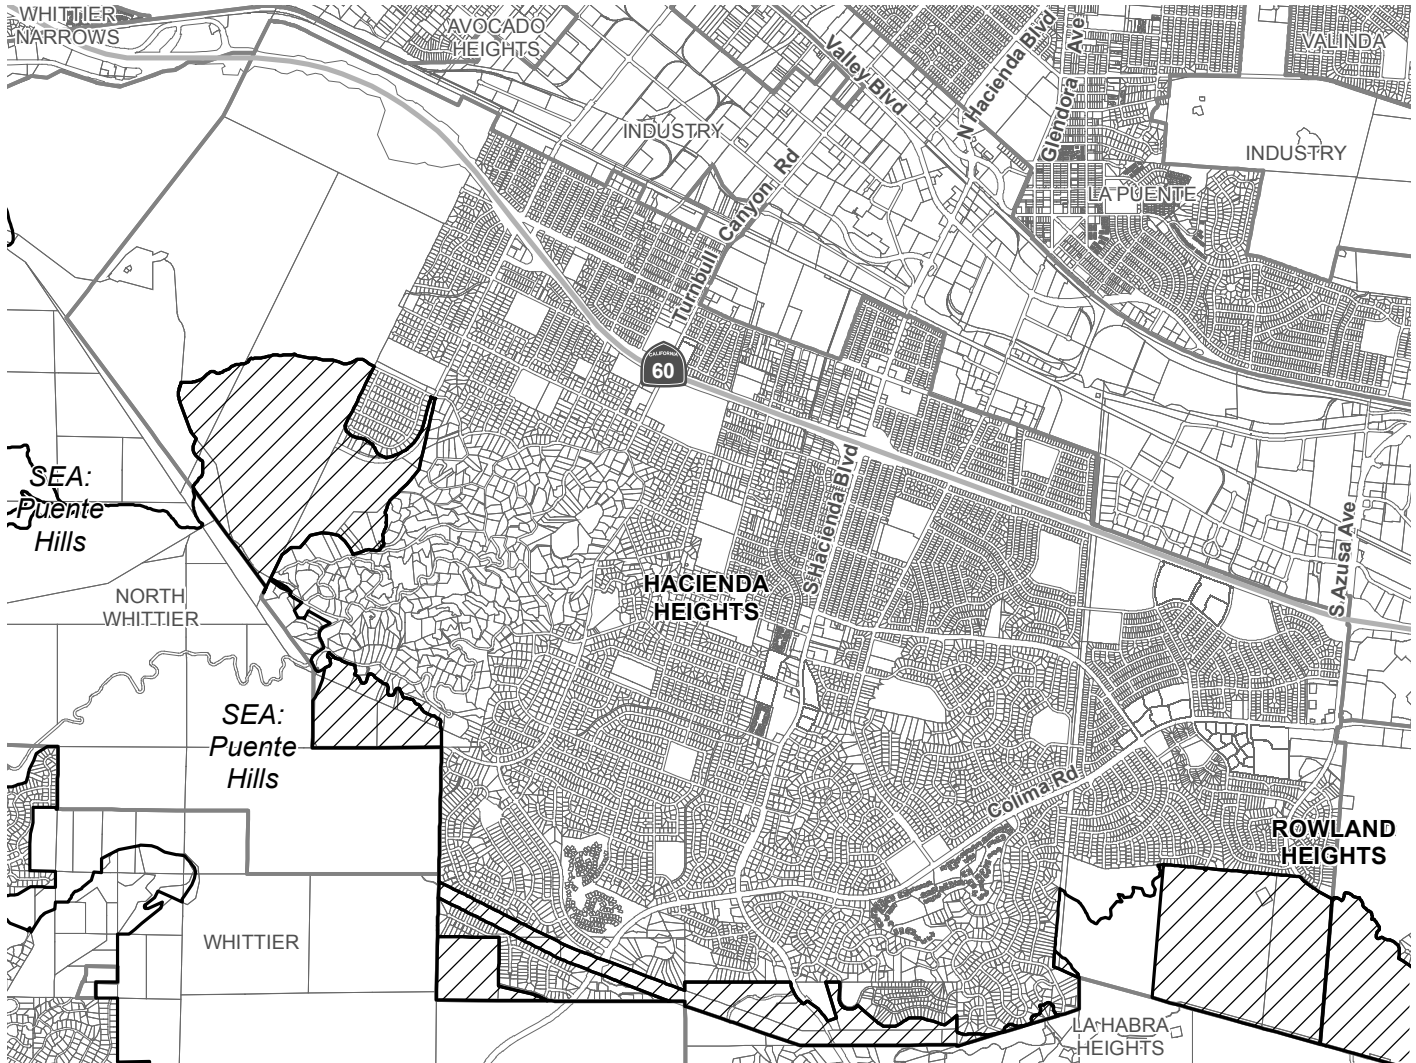 WHITTIER
NARROWS
AVOCADO
HEIGHTS
Valley Blvd
N Hacienda Blvd
Glendora Ave
VALINDA
INDUSTRY
INDUSTRY
LA PUENTE
Turnbull Canyon Rd
CALIFORNIA
60
SEA:
Puente
Hills
S Hacienda Blvd
S Azusa Ave
NORTH
WHITTIER
HACIENDA
HEIGHTS
SEA:
Puente
Hills
Colima Rd
ROWLAND
HEIGHTS
WHITTIER
LA HABRA
HEIGHTS